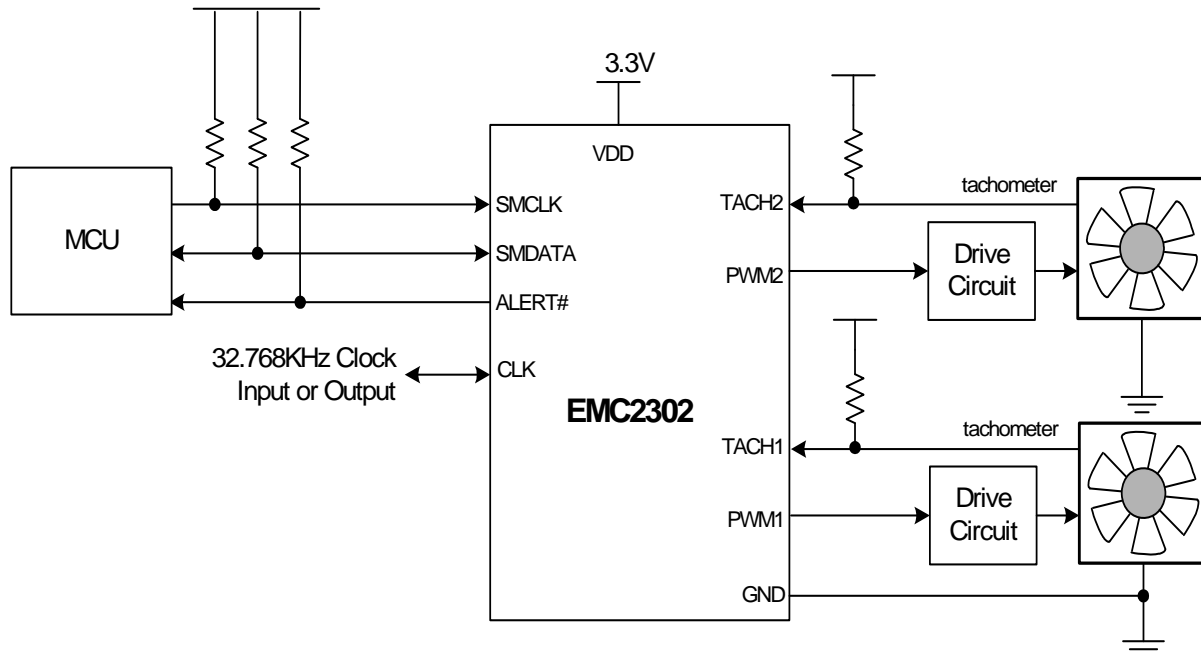 3.3V
VDD
MCU
SMCLK
SMDATA
ALERT#
32.768KHz Clock
Input or Output
CLK
EMC2302
TACH2
tachometer
PWM2
Drive
Circuit
TACH1
tachometer
PWM1
Drive
Circuit
GND